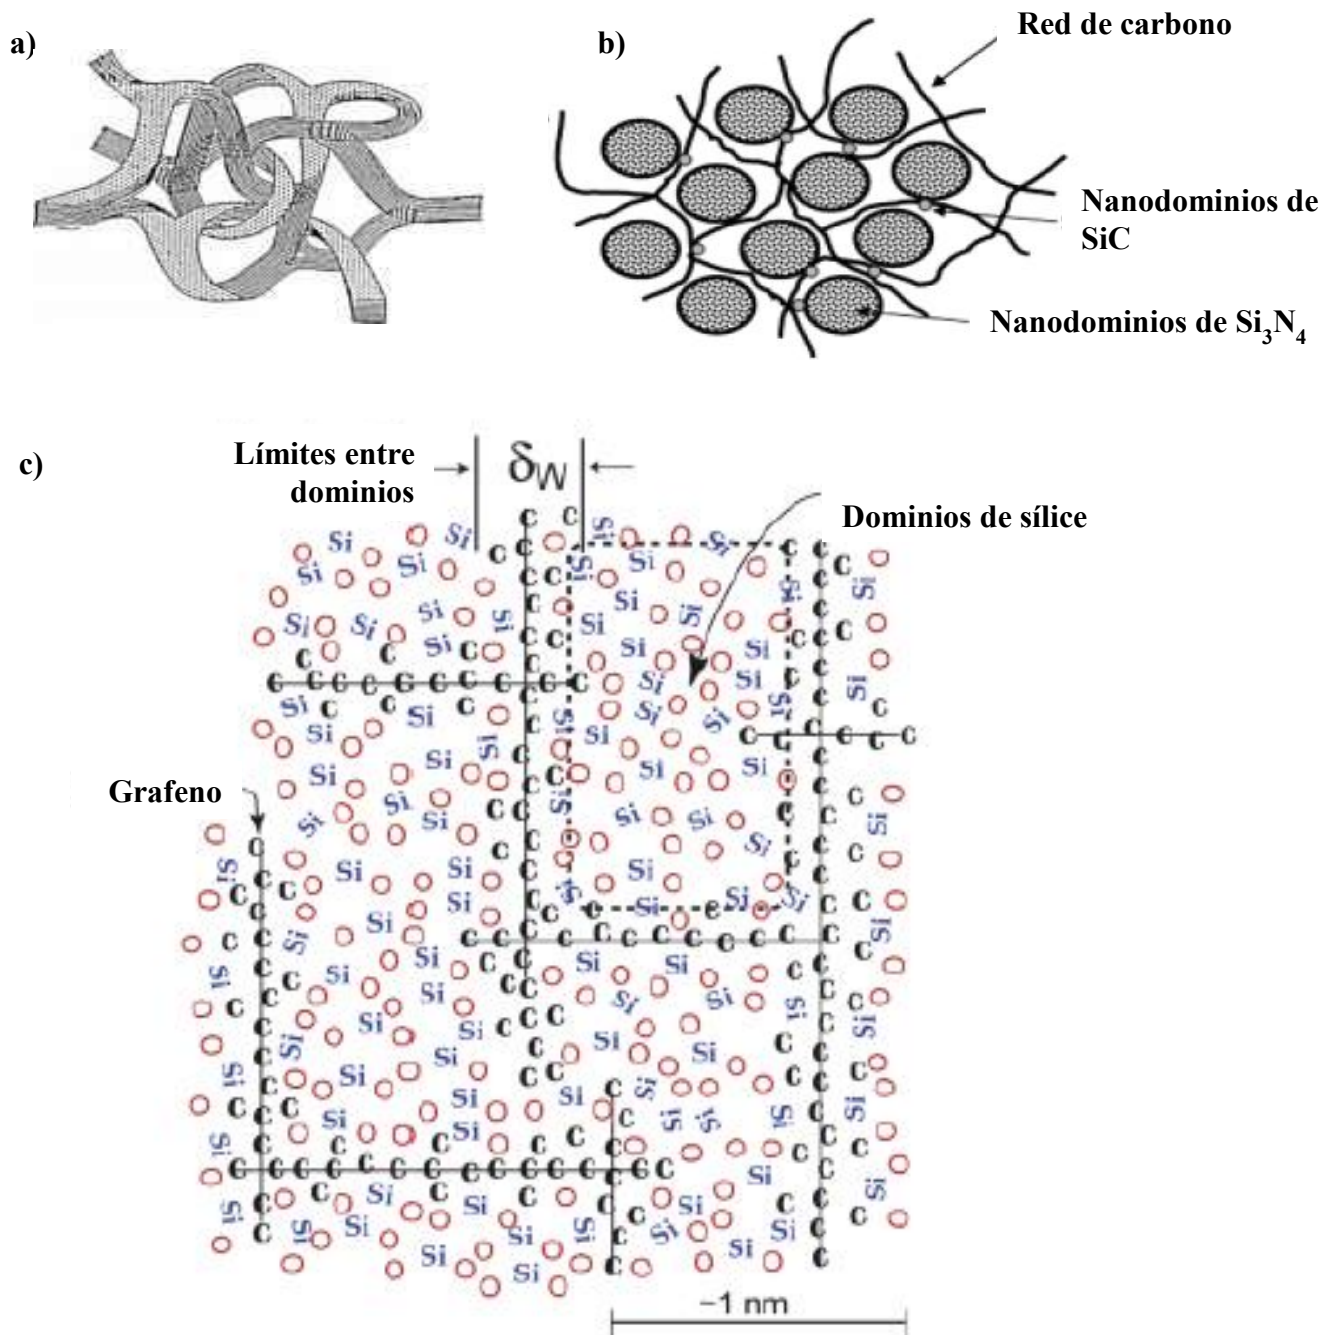 a)
b)
Red de carbono
Nanodominios de
SiC
Nanodominios de Si₃N₄
c)
Límites entre
dominios
δw
Dominios de sílice
Grafeno
~1 nm